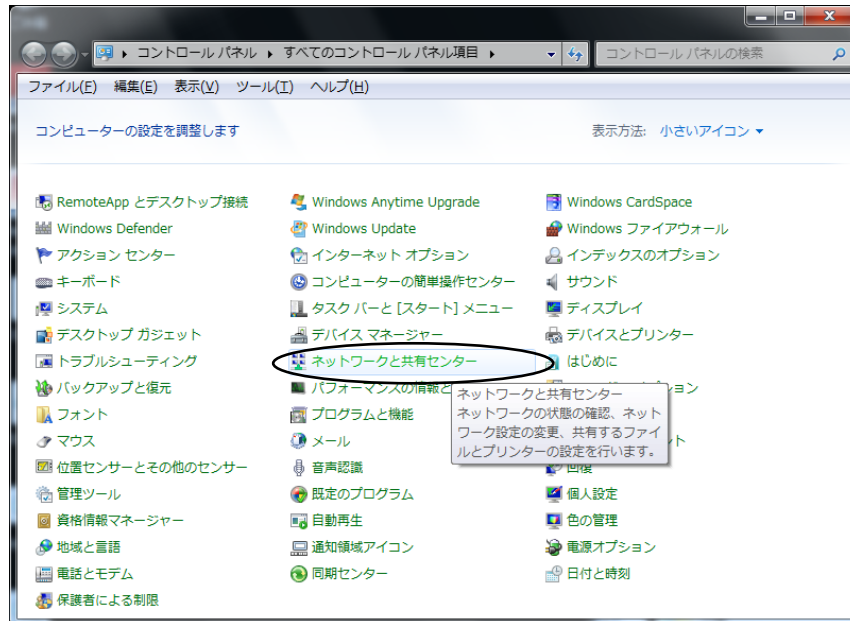 コントロール パネル ▸ すべてのコントロール パネル項目 ▸
コントロール パネルの検索
ファイル(F) 編集(E) 表示(V) ツール(T) ヘルプ(H)
コンピューターの設定を調整します
表示方法: 小さいアイコン
RemoteApp とデスクトップ接続 Windows Anytime Upgrade Windows CardSpace
Windows Defender Windows Update Windows ファイアウォール
アクション センター インターネット オプション インデックスのオプション
キーボード コンピューターの簡単操作センター サウンド
システム タスク バーと [スタート] メニュー ディスプレイ
デスクトップ ガジェット デバイス マネージャー デバイスとプリンター
トラブルシューティング ネットワークと共有センター はじめに
バックアップと復元 パフォーマンスの情報と
ネットワークと共有センター
ネットワークの状態の確認、ネット
ワーク設定の変更、共有するファイ
ルとプリンターの設定を行います。
フォント プログラムと機能
マウス メール
位置センサーとその他のセンサー 音声認識 回復
管理ツール 既定のプログラム 個人設定
資格情報マネージャー 自動再生 色の管理
地域と言語 通知領域アイコン 電源オプション
電話とモデム 同期センター 日付と時刻
保護者による制限